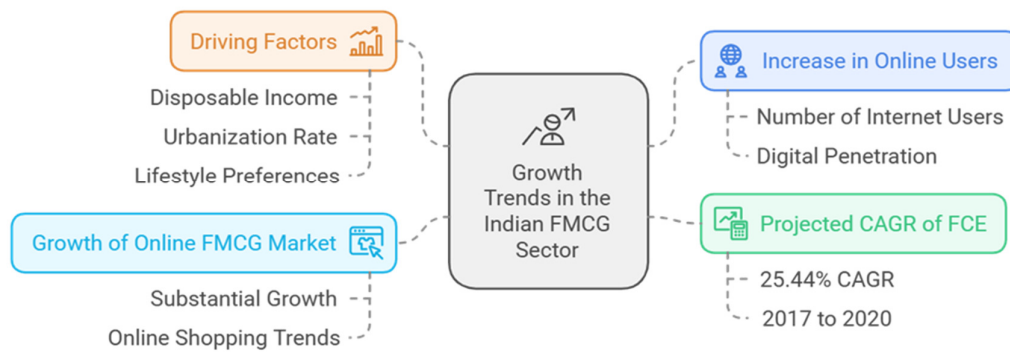 Driving Factors
Disposable Income
Urbanization Rate
Lifestyle Preferences
Growth of Online FMCG Market
Substantial Growth
Online Shopping Trends
Growth
Trends in the
Indian FMCG
Sector
Increase in Online Users
Number of Internet Users
Digital Penetration
Projected CAGR of FCE
25.44% CAGR
2017 to 2020